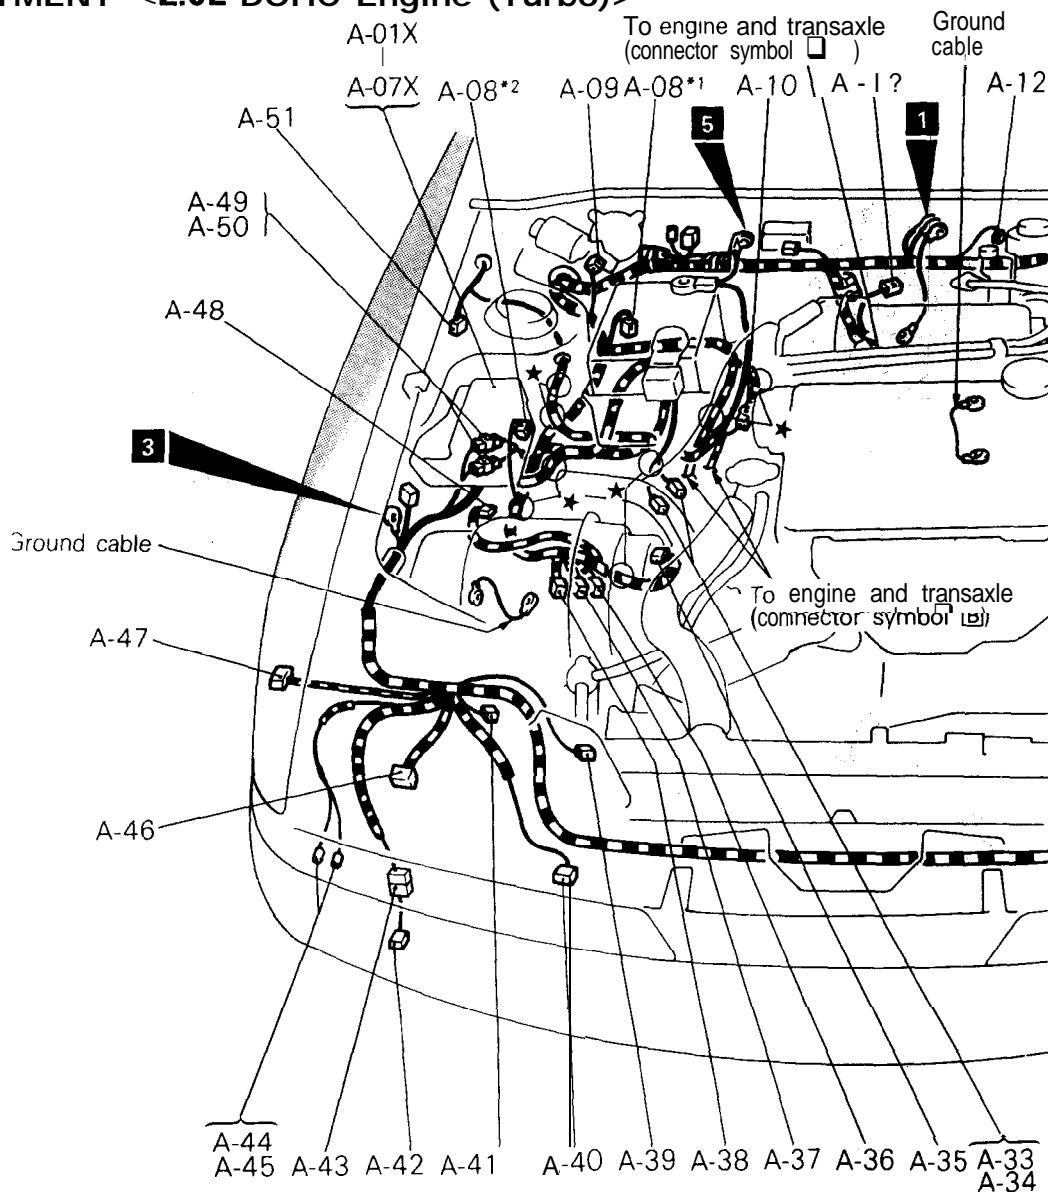 TMENT <2.0L DOHC Engine (Turbo)>
To engine and transaxle
(connector symbol ❑ )
Ground
cable
A-01X
A-07X
A-08*2
A-09
A-08*1
A-10
A-I?
A-12
A-51
5
1
A-49
A-50
A-48
3
Ground cable
To engine and transaxle
(connector symbol B)
A-47
A-46
A-44
A-45
A-43
A-42
A-41
A-40
A-39
A-38
A-37
A-36
A-35
A-33
A-34